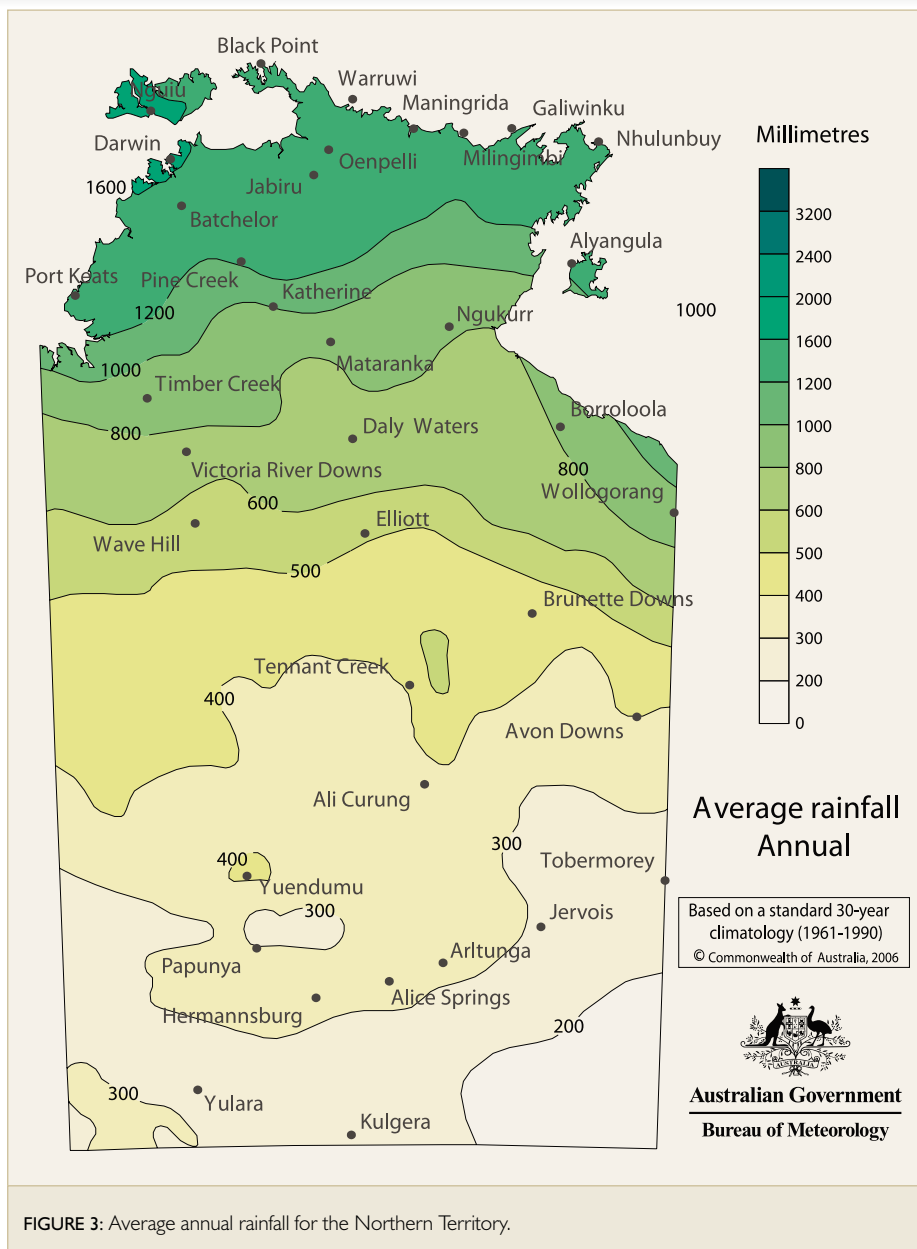 Black Point
Warruwi
Nguiu
Maningrida
Galiwinku
Millimetres
Darwin
Nhulunbuy
Oenpelli
Milingimbi
1600
Jabiru
3200
Batchelor
Alyangula
2400
Port Keats
Pine Creek
2000
Katherine
1200
Ngukurr
1000
1600
1000
Mataranka
1200
Timber Creek
Borroloola
1000
800
Daly Waters
Victoria River Downs
800
800
600
Wollogorang
600
Wave Hill
Elliott
500
500
Brunette Downs
400
Tennant Creek
300
400
200
Avon Downs
0
Ali Curung
Average rainfall
Annual
300
400
Tobermorey
Yuendumu
300
Jervois
Based on a standard 30-year
climatology (1961-1990)
© Commonwealth of Australia, 2006
Papunya
Arltunga
Alice Springs
Hermannsburg
200
AUSTRALIA
300
Yulara
Australian Government
Kulgera
Bureau of Meteorology
FIGURE 3: Average annual rainfall for the Northern Territory.